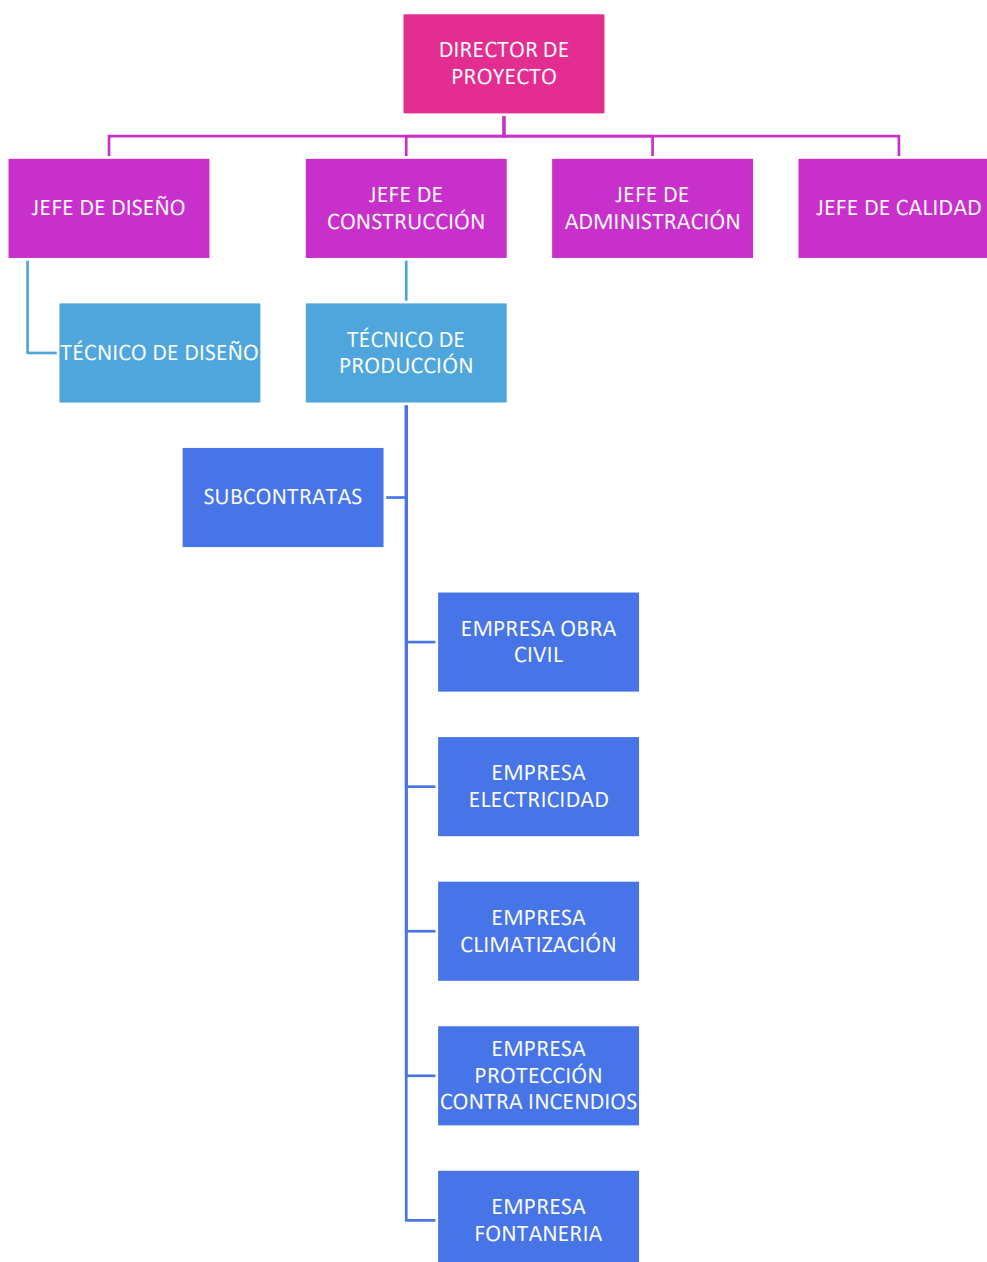 DIRECTOR DE
PROYECTO
JEFE DE DISEÑO
JEFE DE
CONSTRUCCIÓN
JEFE DE
ADMINISTRACIÓN
JEFE DE CALIDAD
TÉCNICO DE DISEÑO
TÉCNICO DE
PRODUCCIÓN
SUBCONTRATAS
EMPRESA OBRA
CIVIL
EMPRESA
ELECTRICIDAD
EMPRESA
CLIMATIZACIÓN
EMPRESA
PROTECCIÓN
CONTRA INCENDIOS
EMPRESA
FONTANERIA